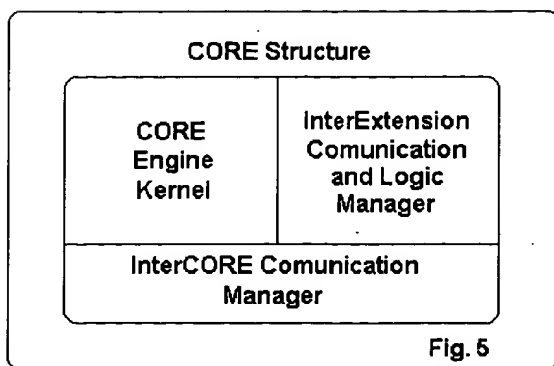 CORE Structure
CORE
Engine
Kernel
InterExtension
Comunication
and Logic
Manager
InterCORE Comunication
Manager
Fig. 5